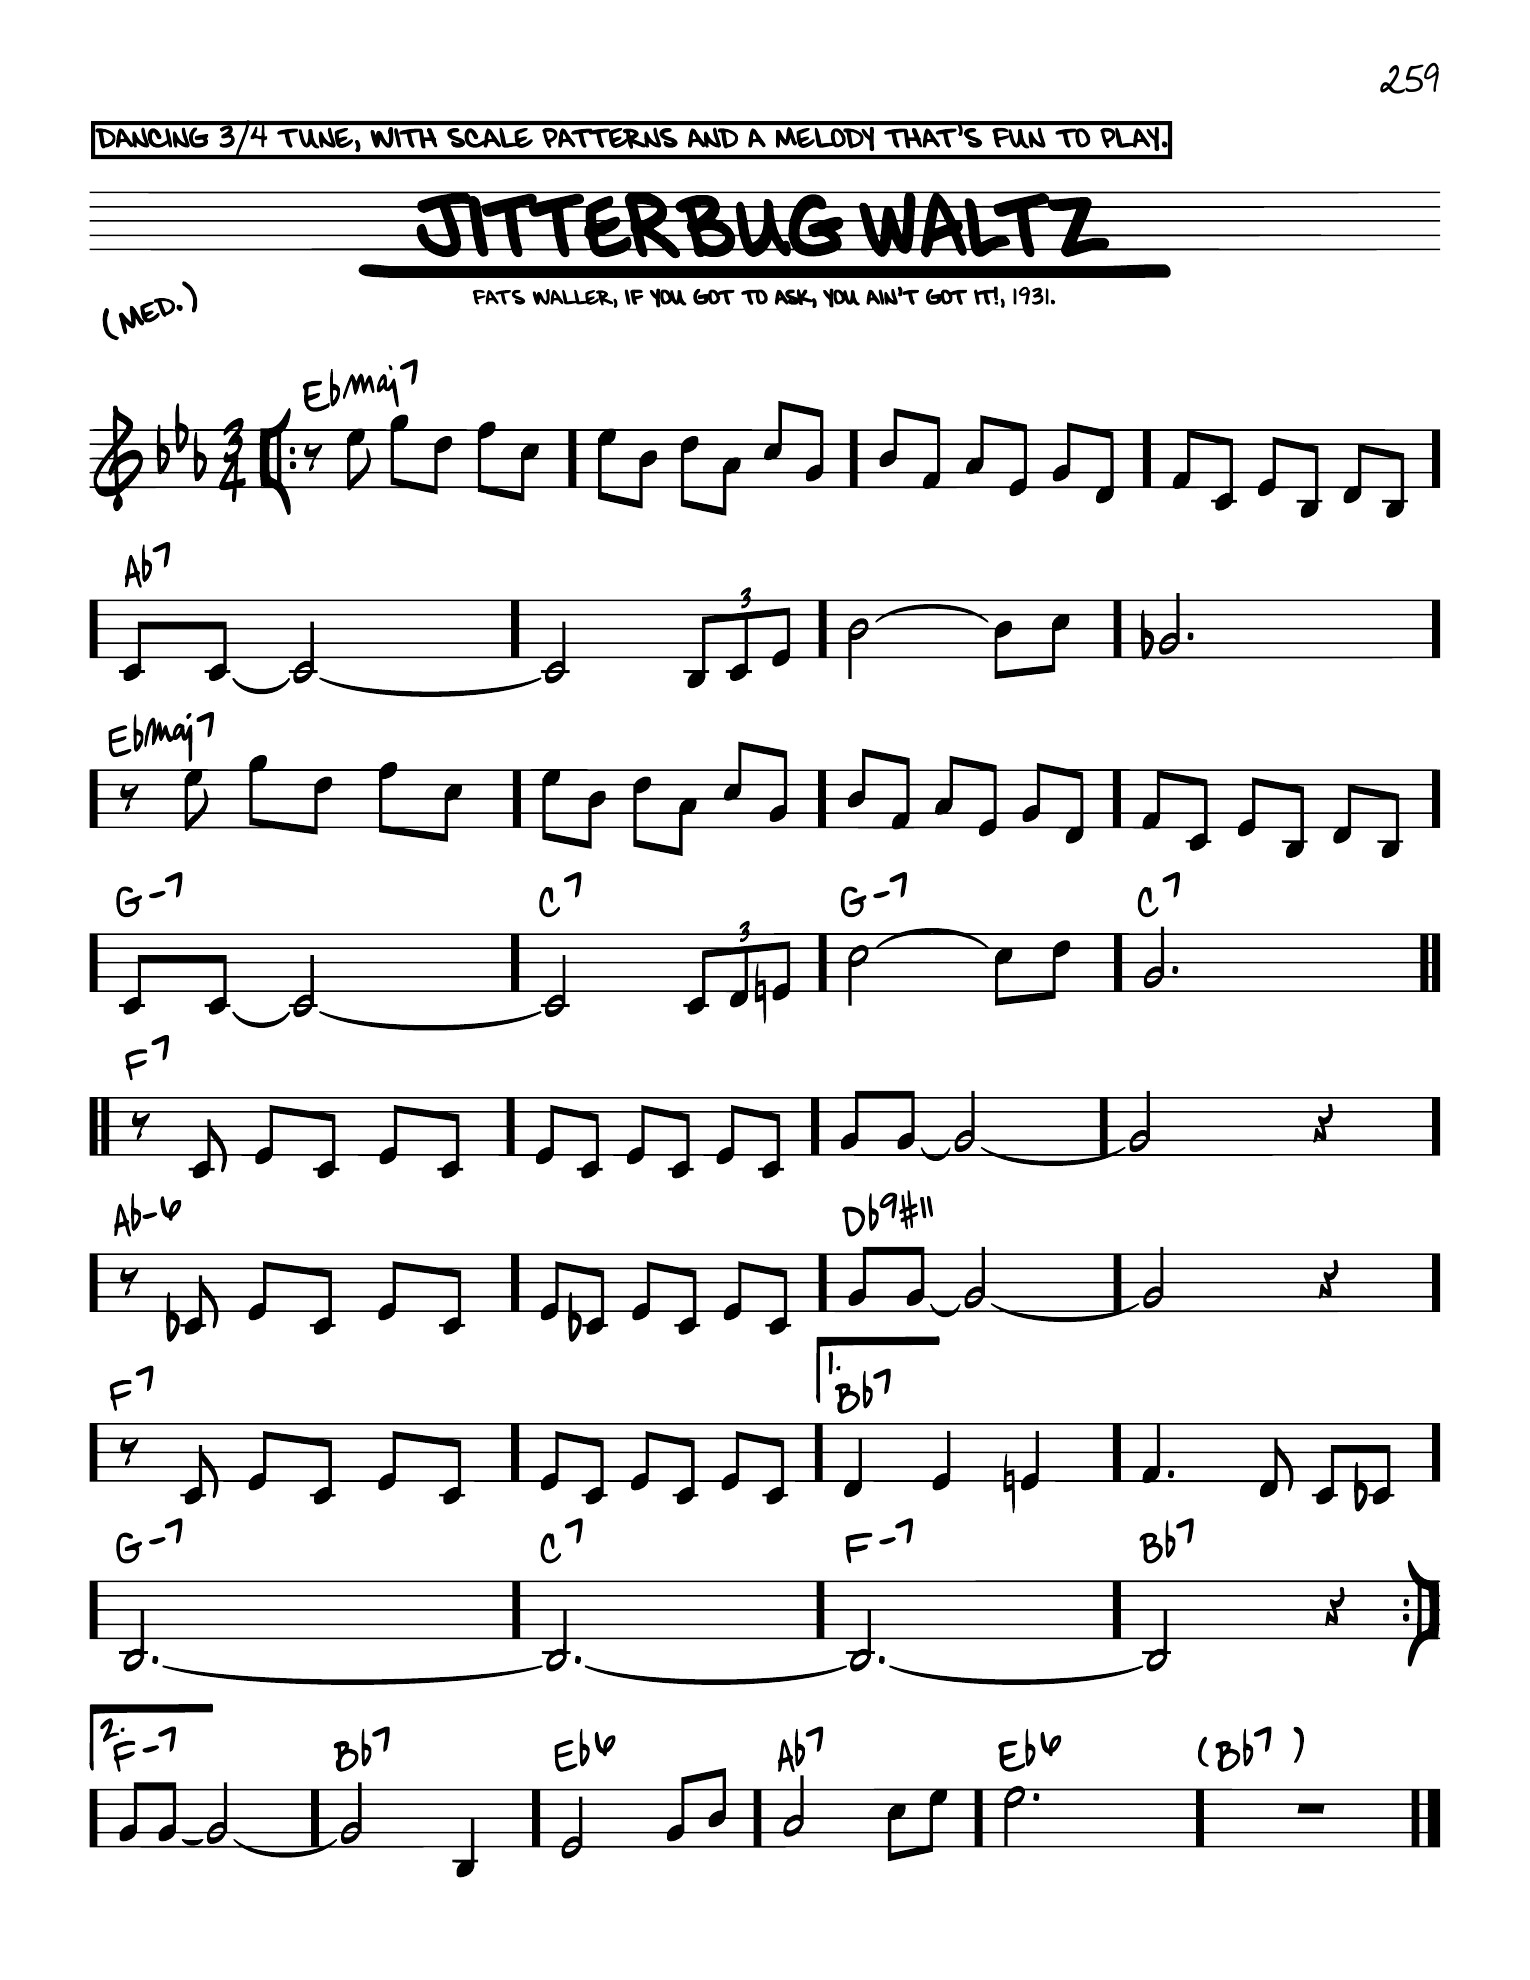 259
DANCING 3/4 TUNE, WITH SCALE PATTERNS AND A MELODY THAT'S FUN TO PLAY.
JITTERBUG WALTZ
FATS WALLER, IF YOU GOT TO ASK, YOU AIN'T GOT IT!, 1931.
(MED.)
Ebmaj7
3
4
Ab7
3
Ebmaj7
G-7 C7 G-7 C7
3
F7
Ab-6 Db9#11
1.
F7 Bb7
G-7 C7 F-7 Bb7
2.
F-7 Bb7 Eb6 Ab7 Eb6 (Bb7 )